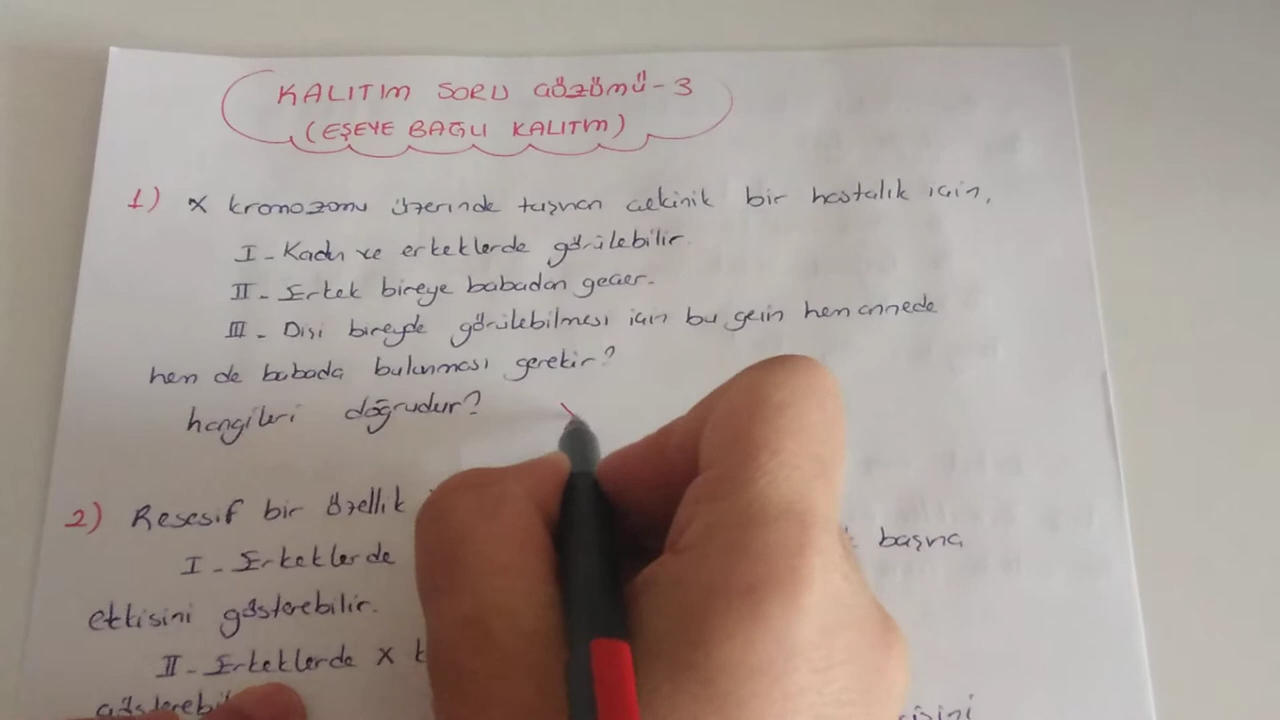 KALITIM SORU ÇÖZÜMÜ-3
(EŞEYE BAĞLI KALITIM)
1) X kromozomu üzerinde taşınan çekinik bir hastalık için,
I - Kadın ve erkeklerde görülebilir.
II - Erkek bireye babadan geçer.
III - Dişi bireyde görülebilmesi için bu genin hem annede
hem de babada bulunması gerekir?
hangileri doğrudur?
2) Resesif bir özellik
I - Erkeklerde başına
etkisini gösterebilir.
II - Erkeklerde X